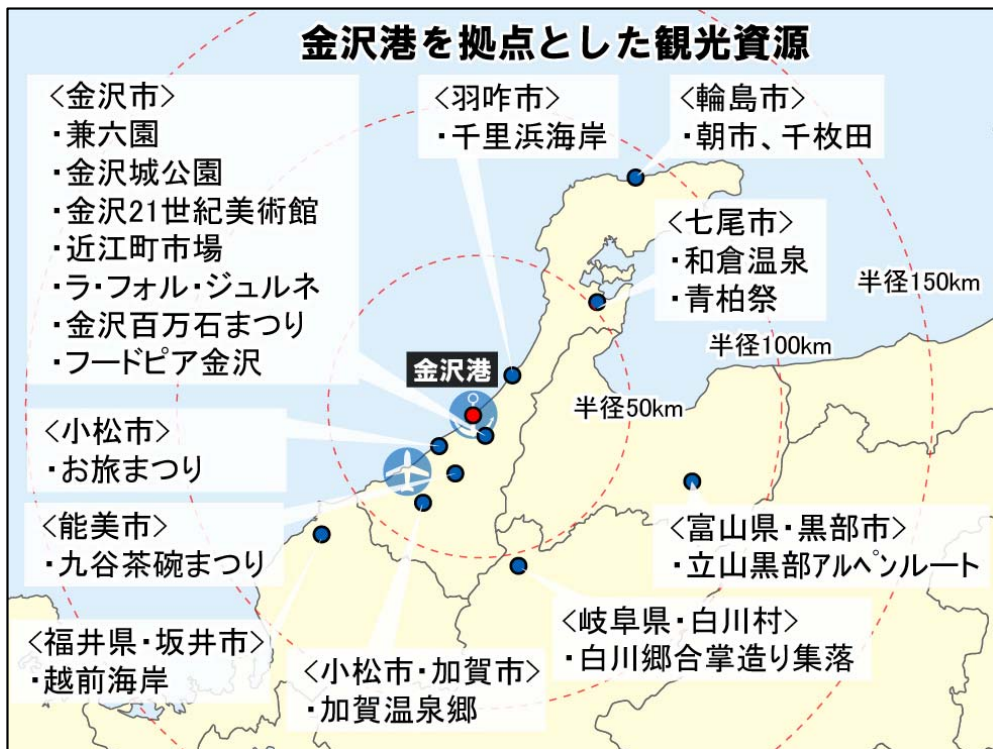 金沢港を拠点とした観光資源
<金沢市>
・兼六園
・金沢城公園
・金沢21世紀美術館
・近江町市場
・ラ・フォル・ジュルネ
・金沢百万石まつり
・フードピア金沢
<羽咋市>
・千里浜海岸
<輪島市>
・朝市、千枚田
<七尾市>
・和倉温泉
・青柏祭
半径150km
半径100km
半径50km
金沢港
<小松市>
・お旅まつり
<能美市>
・九谷茶碗まつり
<福井県・坂井市>
・越前海岸
<小松市・加賀市>
・加賀温泉郷
<富山県・黒部市>
・立山黒部アルペンルート
<岐阜県・白川村>
・白川郷合掌造り集落